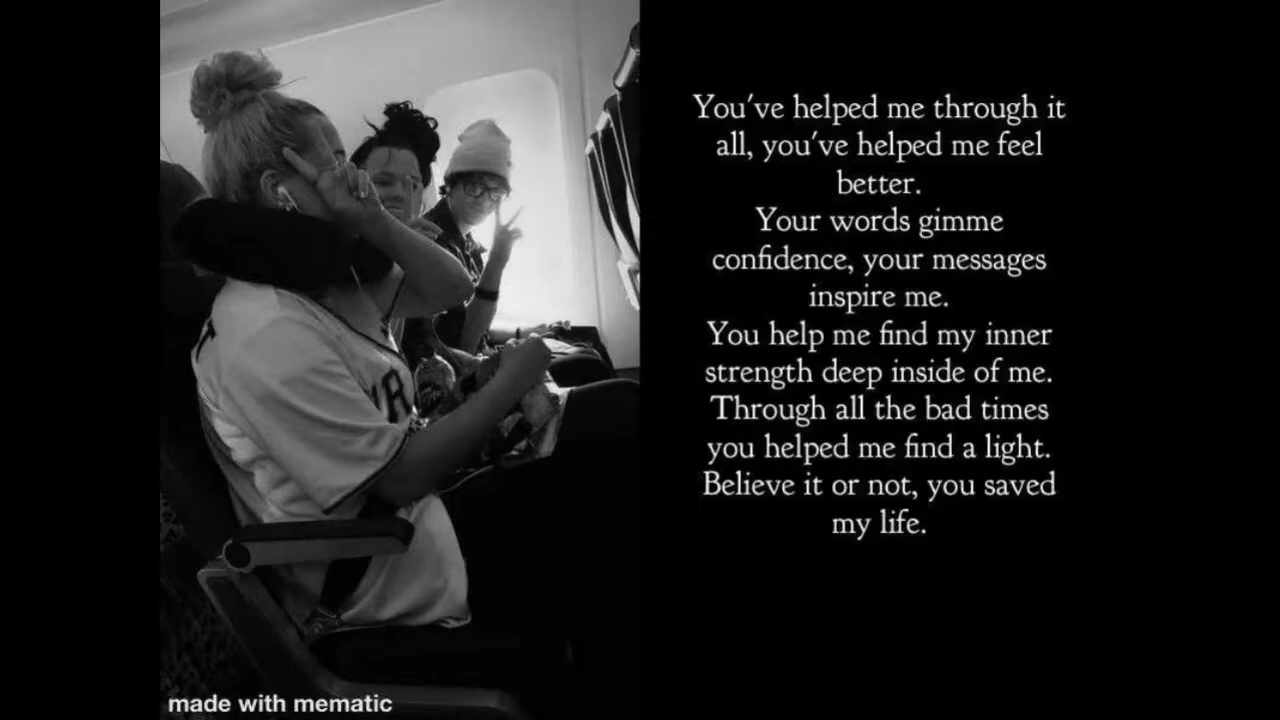 You've helped me through it
all, you've helped me feel
better.
Your words gimme
confidence, your messages
inspire me.
You help me find my inner
strength deep inside of me.
Through all the bad times
you helped me find a light.
Believe it or not, you saved
my life.
made with mematic